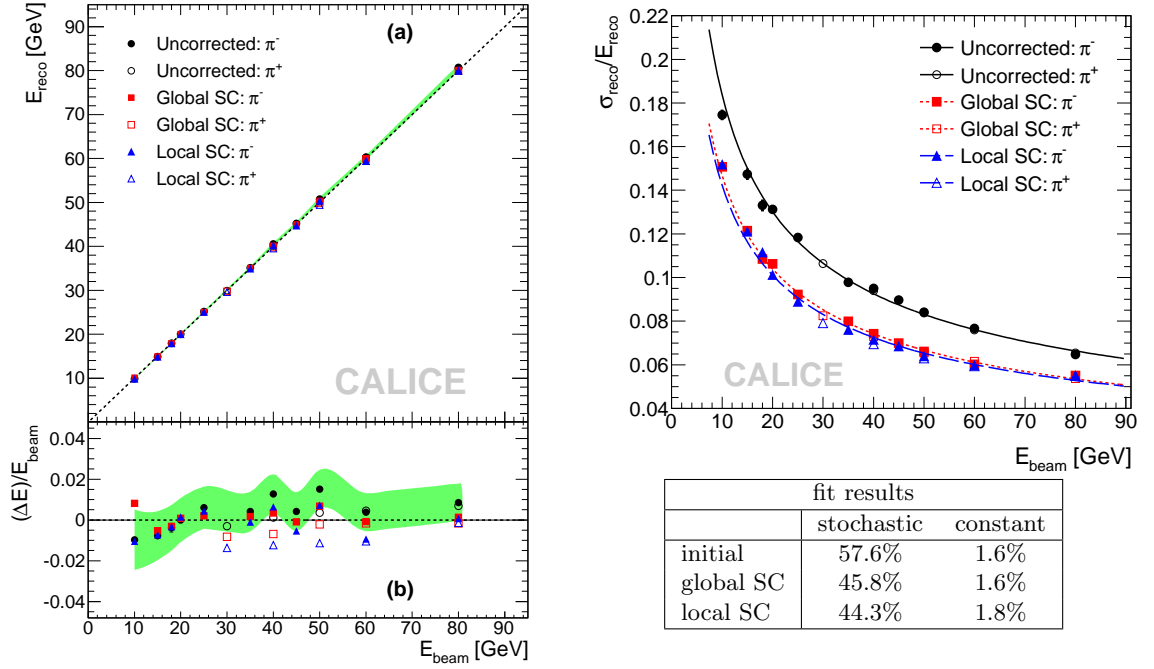 E_reco [GeV]
90
80
70
60
50
40
30
20
10
(a)
Uncorrected: π⁻
Uncorrected: π⁺
Global SC: π⁻
Global SC: π⁺
Local SC: π⁻
Local SC: π⁺
CALICE
(ΔE)/E_beam
0.04
0.02
0
-0.02
-0.04
(b)
0 10 20 30 40 50 60 70 80 90
E_beam [GeV]
σ_reco/E_reco
0.22
0.2
0.18
0.16
0.14
0.12
0.1
0.08
0.06
0.04
Uncorrected: π⁻
Uncorrected: π⁺
Global SC: π⁻
Global SC: π⁺
Local SC: π⁻
Local SC: π⁺
CALICE
0 10 20 30 40 50 60 70 80 90
E_beam [GeV]
fit results
stochastic constant
initial 57.6% 1.6%
global SC 45.8% 1.6%
local SC 44.3% 1.8%